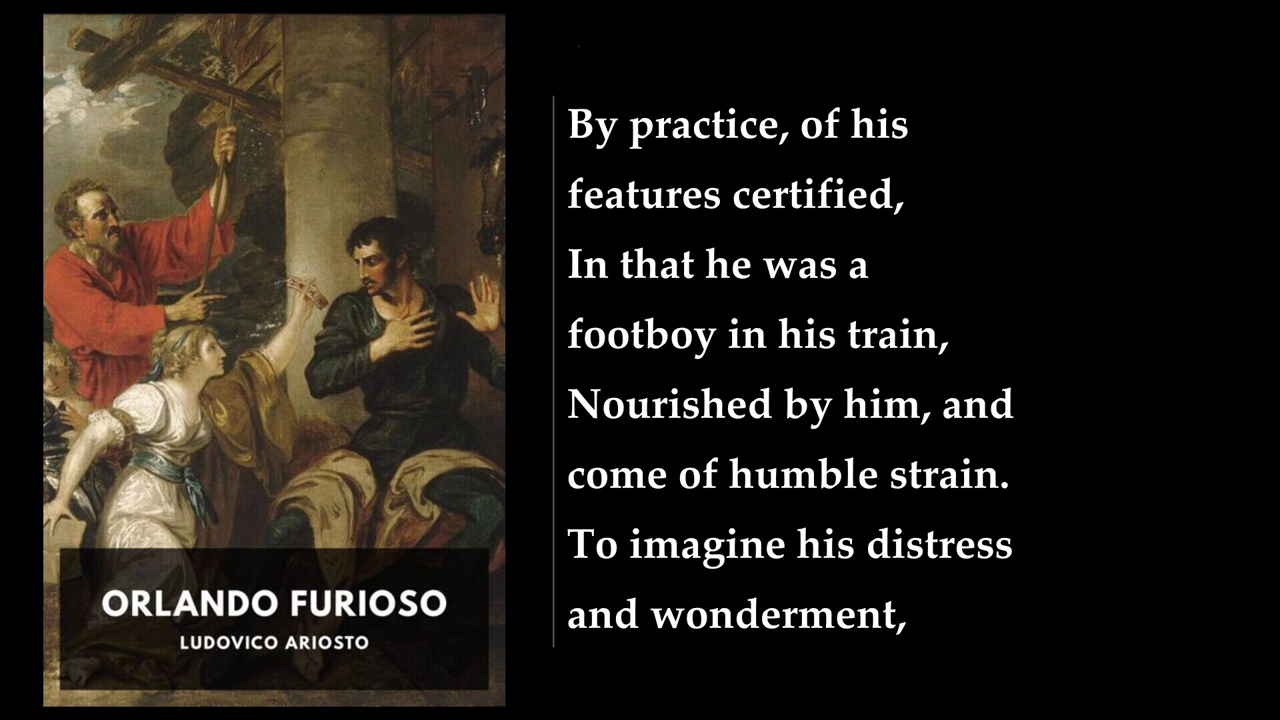 ORLANDO FURIOSO
LUDOVICO ARIOSTO
By practice, of his
features certified,
In that he was a
footboy in his train,
Nourished by him, and
come of humble strain.
To imagine his distress
and wonderment,